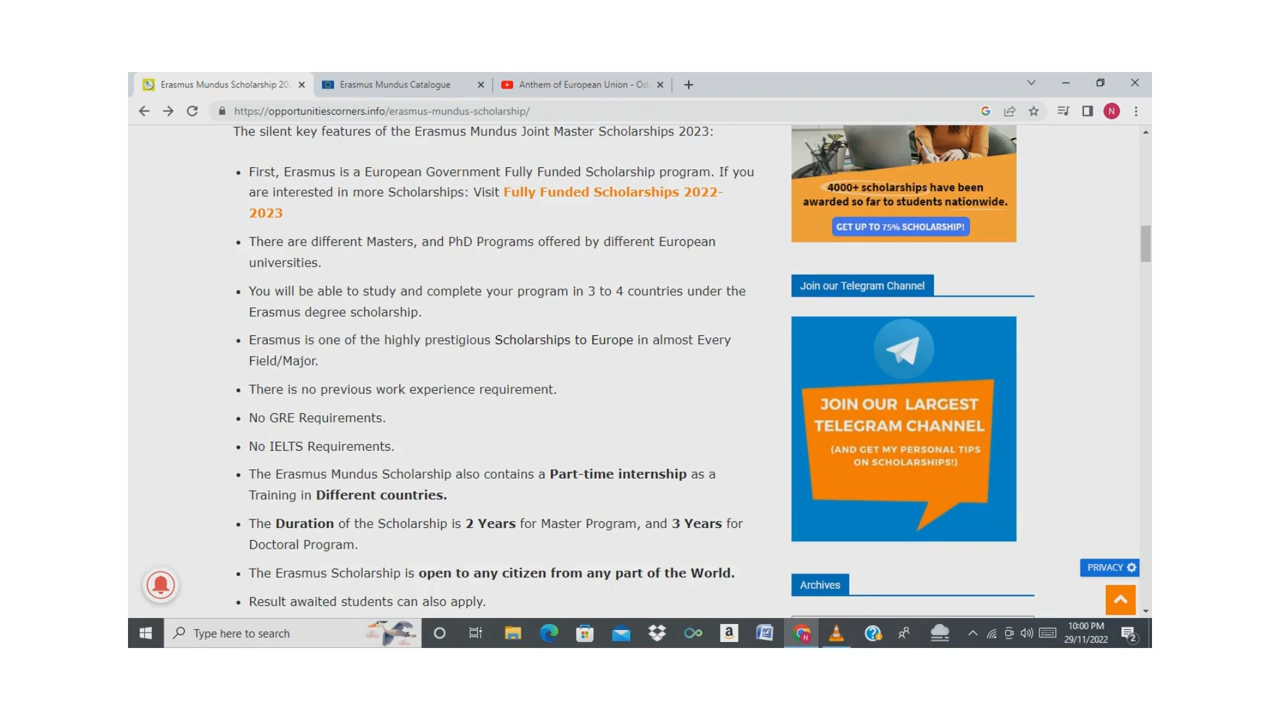 Erasmus Mundus Scholarship 202
Erasmus Mundus Catalogue
Anthem of European Union - Od
https://opportunitiescorners.info/erasmus-mundus-scholarship/
N
The silent key features of the Erasmus Mundus Joint Master Scholarships 2023:
First, Erasmus is a European Government Fully Funded Scholarship program. If you
are interested in more Scholarships: Visit Fully Funded Scholarships 2022-
2023
There are different Masters, and PhD Programs offered by different European
universities.
You will be able to study and complete your program in 3 to 4 countries under the
Erasmus degree scholarship.
Erasmus is one of the highly prestigious Scholarships to Europe in almost Every
Field/Major.
There is no previous work experience requirement.
No GRE Requirements.
No IELTS Requirements.
The Erasmus Mundus Scholarship also contains a Part-time internship as a
Training in Different countries.
The Duration of the Scholarship is 2 Years for Master Program, and 3 Years for
Doctoral Program.
The Erasmus Scholarship is open to any citizen from any part of the World.
Result awaited students can also apply.
4000+ scholarships have been
awarded so far to students nationwide.
GET UP TO 75% SCHOLARSHIP!
Join our Telegram Channel
JOIN OUR LARGEST
TELEGRAM CHANNEL
(AND GET MY PERSONAL TIPS
ON SCHOLARSHIPS!)
PRIVACY
Archives
Type here to search
10:00 PM
29/11/2022
2